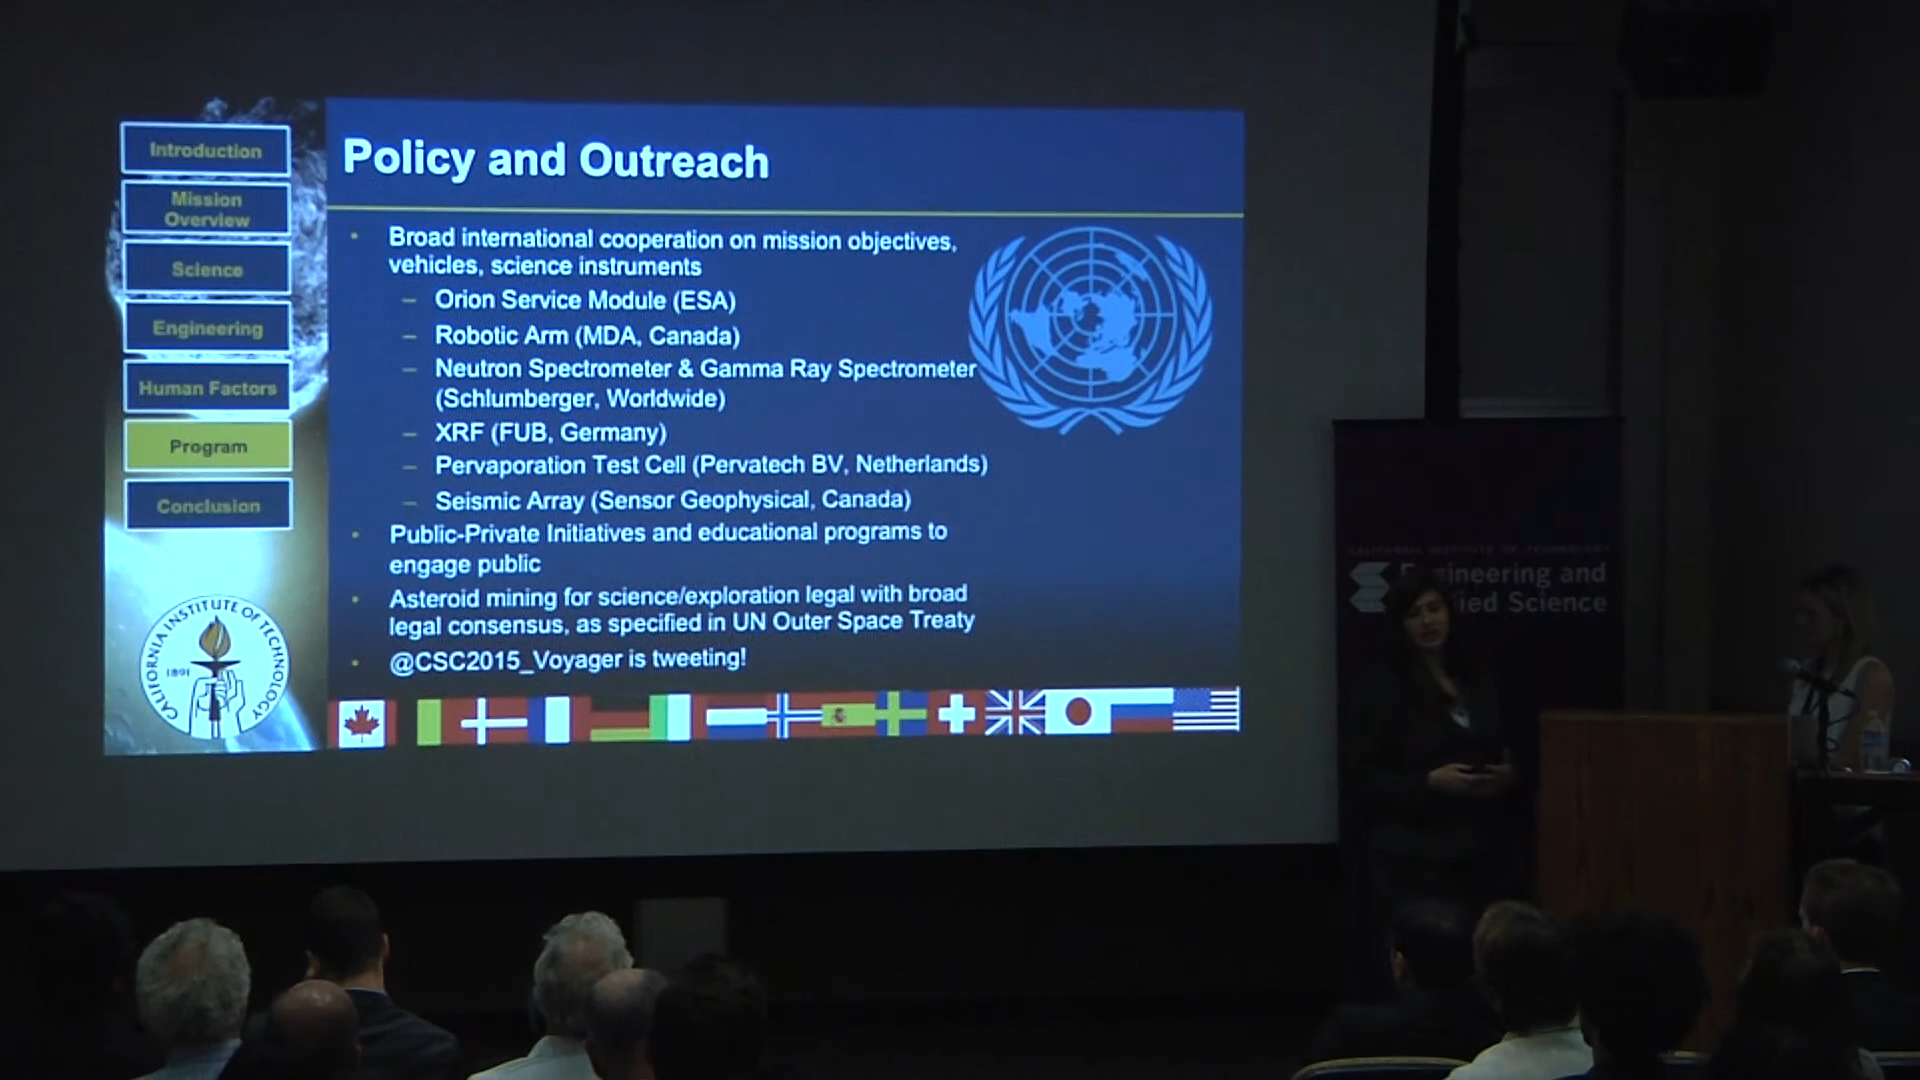 Introduction
Mission
Overview
Science
Engineering
Human Factors
Program
Conclusion
CALIFORNIA INSTITUTE OF TECHNOLOGY
1891
Policy and Outreach
• Broad international cooperation on mission objectives,
vehicles, science instruments
– Orion Service Module (ESA)
– Robotic Arm (MDA, Canada)
– Neutron Spectrometer & Gamma Ray Spectrometer
(Schlumberger, Worldwide)
– XRF (FUB, Germany)
– Pervaporation Test Cell (Pervatech BV, Netherlands)
– Seismic Array (Sensor Geophysical, Canada)
• Public-Private Initiatives and educational programs to
engage public
• Asteroid mining for science/exploration legal with broad
legal consensus, as specified in UN Outer Space Treaty
• @CSC2015_Voyager is tweeting!
CALIFORNIA INSTITUTE OF TECHNOLOGY
Engineering and
Science